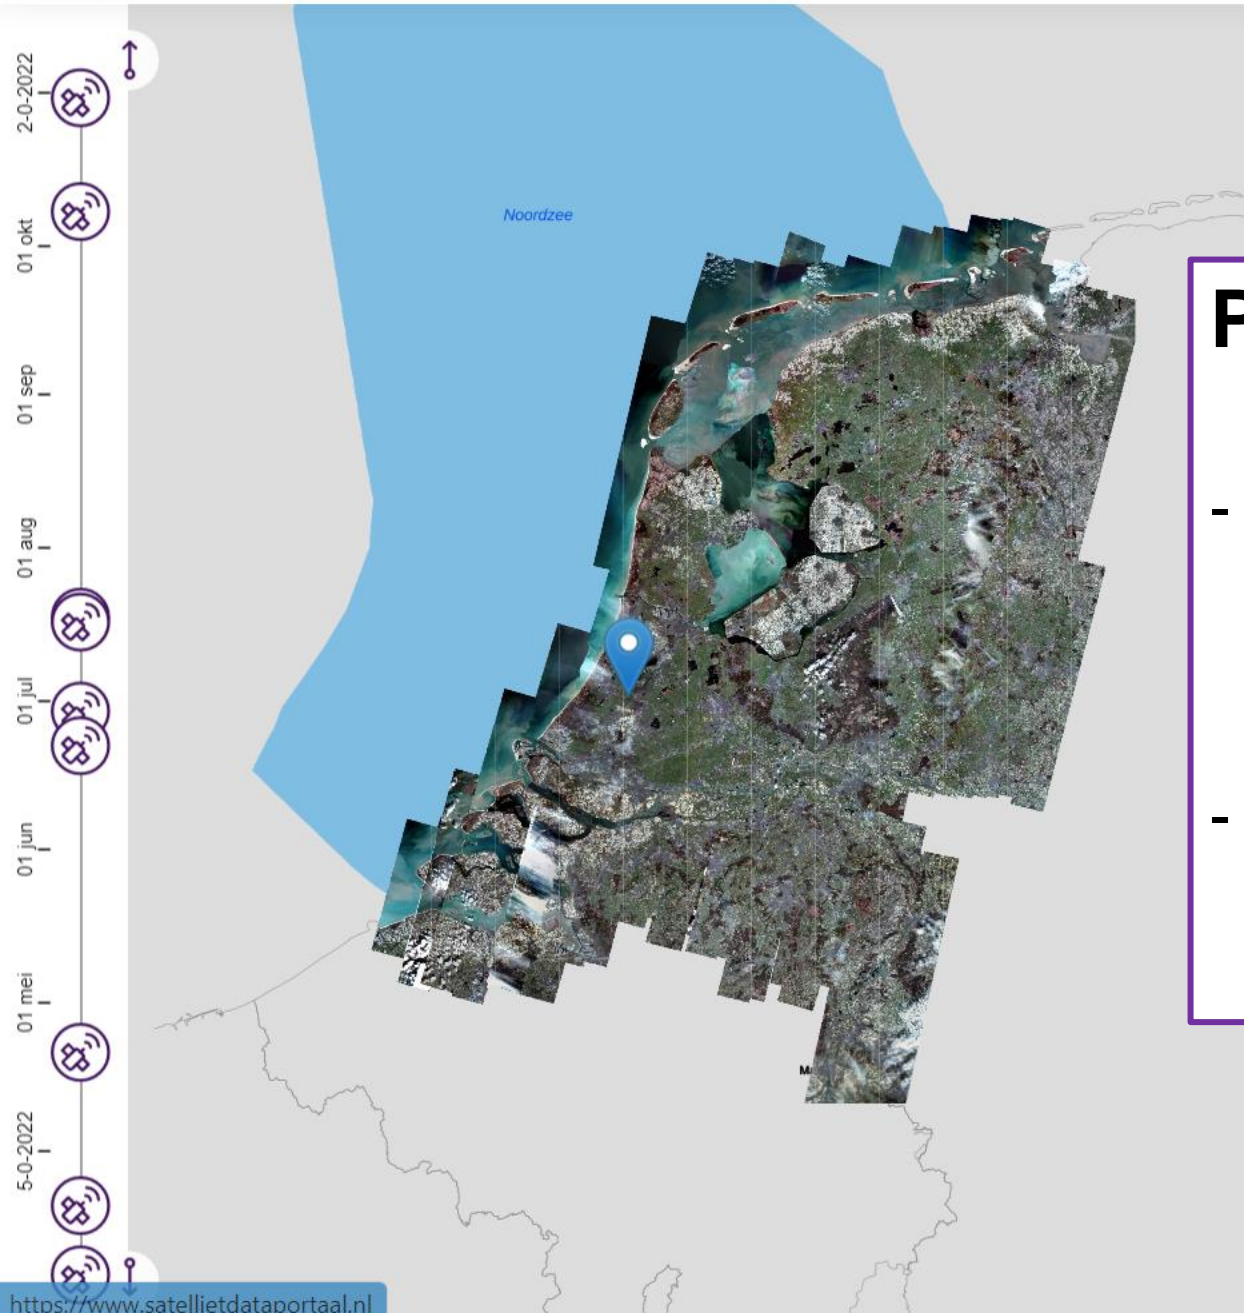 2-0-2022
01 okt
01 sep
01 aug
01 jul
01 jun
01 mei
5-0-2022
Noordzee
P
-
-
https://www.satellietdataportaal.nl